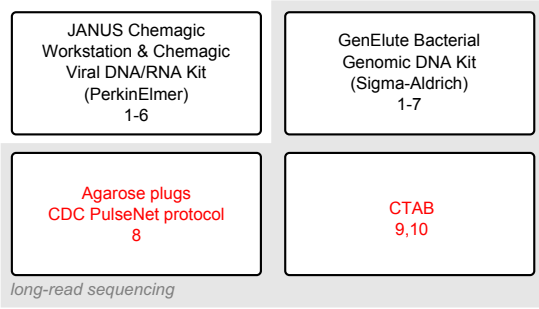 JANUS Chemagic
Workstation & Chemagic
Viral DNA/RNA Kit
(PerkinElmer)
1-6
GenElute Bacterial
Genomic DNA Kit
(Sigma-Aldrich)
1-7
Agarose plugs
CDC PulseNet protocol
8
CTAB
9,10
long-read sequencing